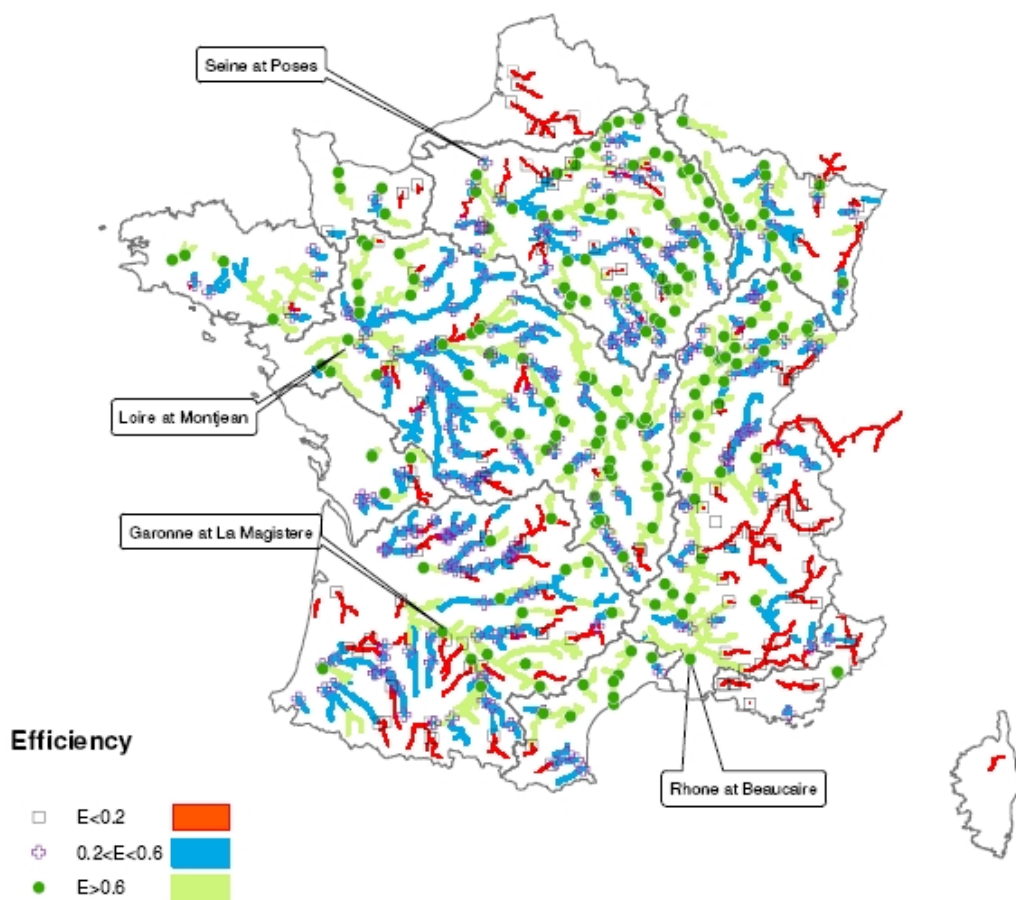 Seine at Poses
Loire at Montjean
Garonne at La Magistere
Rhone at Beaucaire
Efficiency
E<0.2
0.2<E<0.6
E>0.6